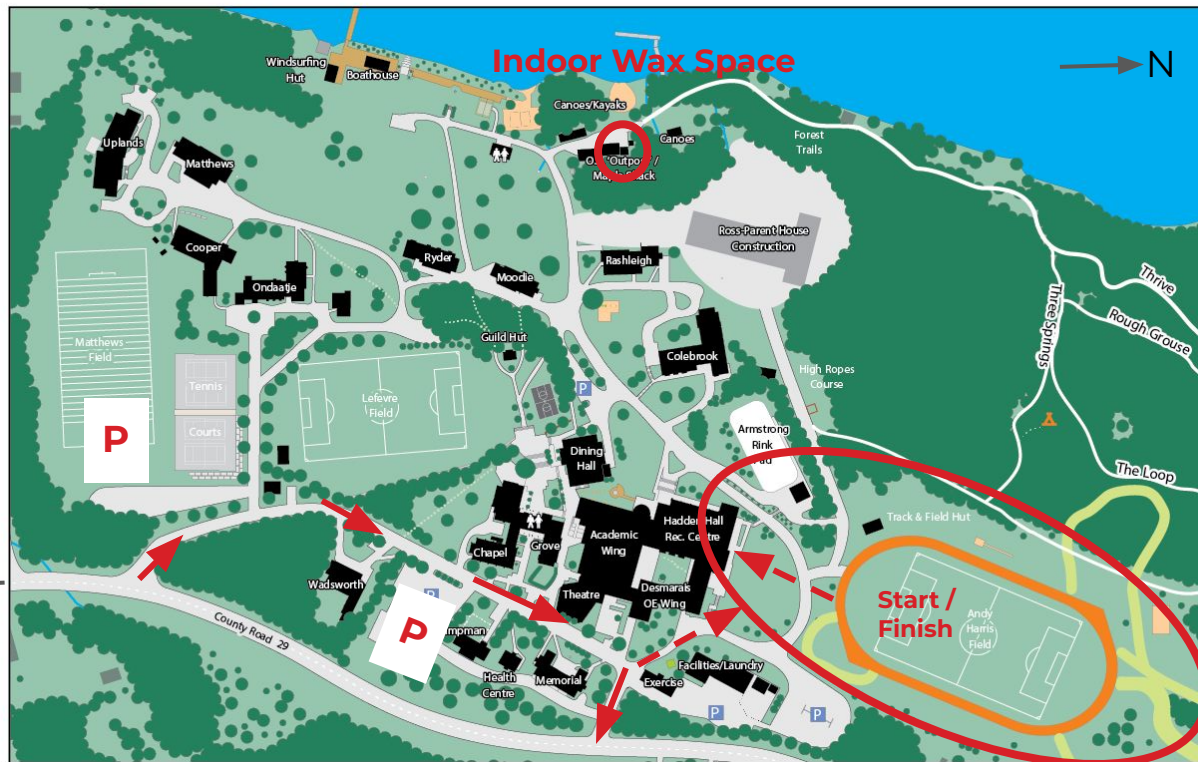 Indoor Wax Space
N
Windsurfing
Hut
Boathouse
Canoes/Kayaks
Canoes
Forest
Trails
Uplands
Matthews
Maple
Ross-Parent House
Construction
Cooper
Ryder
Rashleigh
Moodie
Ondaatje
Thrive
Three Springs
Rough Grouse
Guild Hut
Matthews
Field
Colebrook
High Ropes
Course
Tennis
Lefevre
Field
P
Courts
P
Armstrong
Rink
The Loop
Dining
Hall
Track & Field Hut
Hadden Hall
Rec. Centre
Academic
Wing
Chapel
Grove
Wadsworth
Theatre
Desmarais
OE Wing
Start /
Finish
Andy
Harris
Field
P
P
County Road 29
Health
Centre
Memorial
Facilities/Laundry
Exercise
P
P